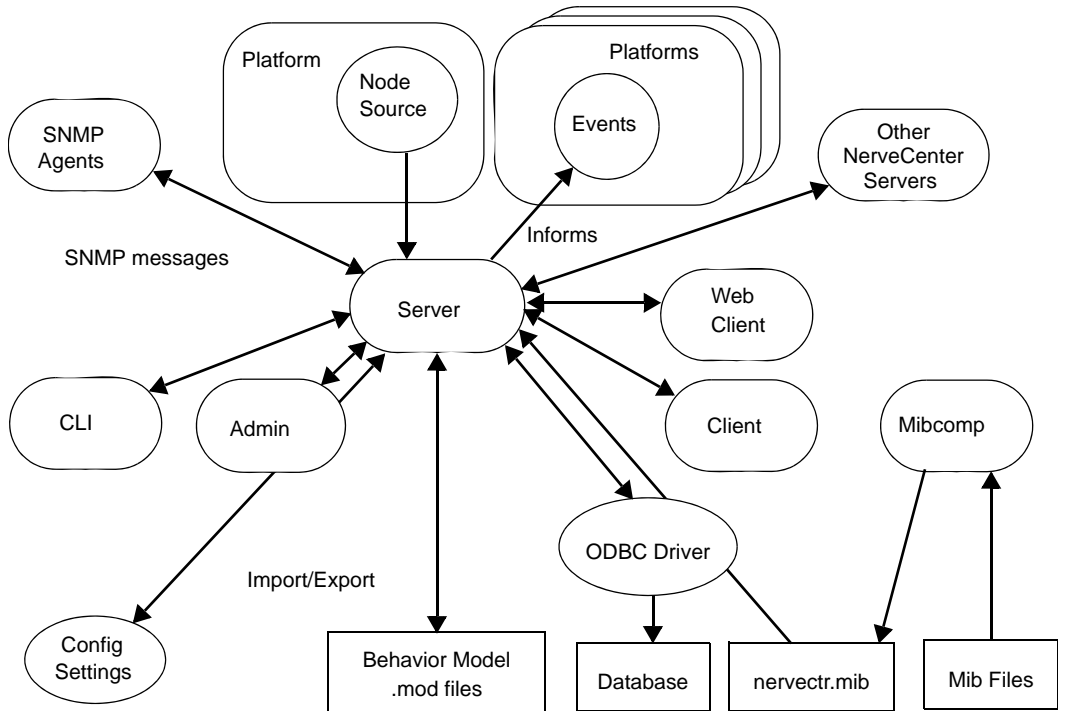 Platform
Node
Source
Platforms
Events
SNMP
Agents
Other
NerveCenter
Servers
Informs
SNMP messages
Server
Web
Client
CLI
Admin
Client
Mibcomp
ODBC Driver
Import/Export
Config
Settings
Behavior Model
.mod files
Database
nervectr.mib
Mib Files